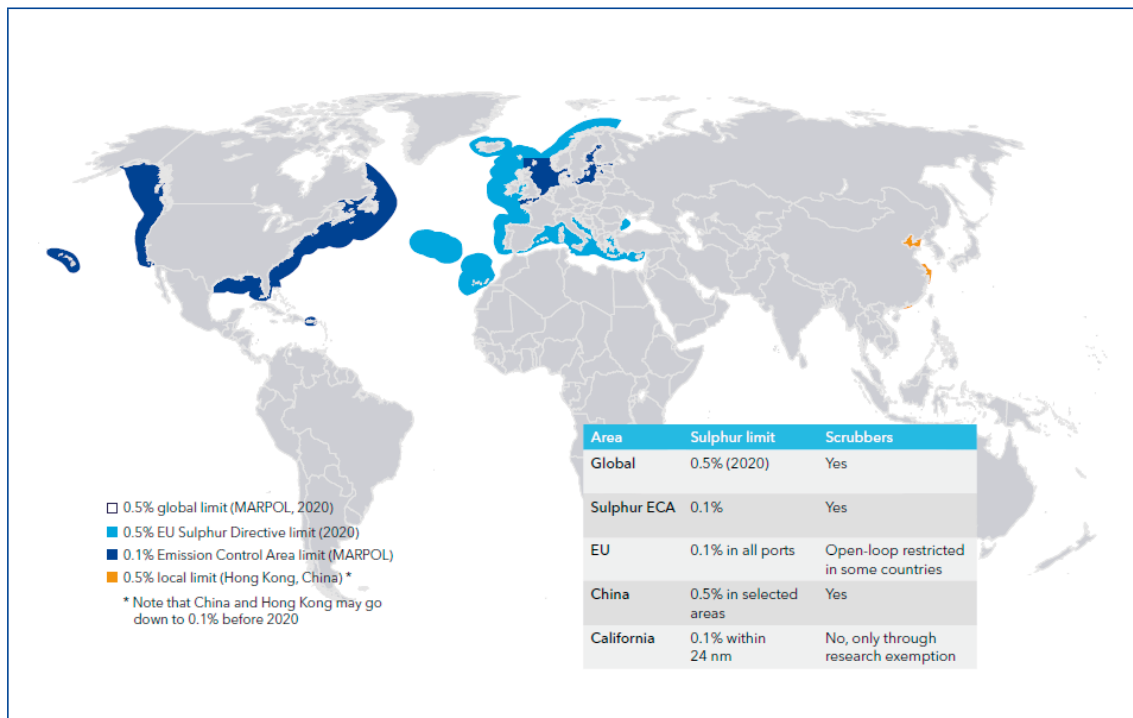 0.5% global limit (MARPOL, 2020)
0.5% EU Sulphur Directive limit (2020)
0.1% Emission Control Area limit (MARPOL)
0.5% local limit (Hong Kong, China) *
* Note that China and Hong Kong may go
down to 0.1% before 2020
Area Sulphur limit Scrubbers
Global 0.5% (2020) Yes
Sulphur ECA 0.1% Yes
EU 0.1% in all ports Open-loop restricted
in some countries
China 0.5% in selected Yes
areas
California 0.1% within No, only through
24 nm research exemption